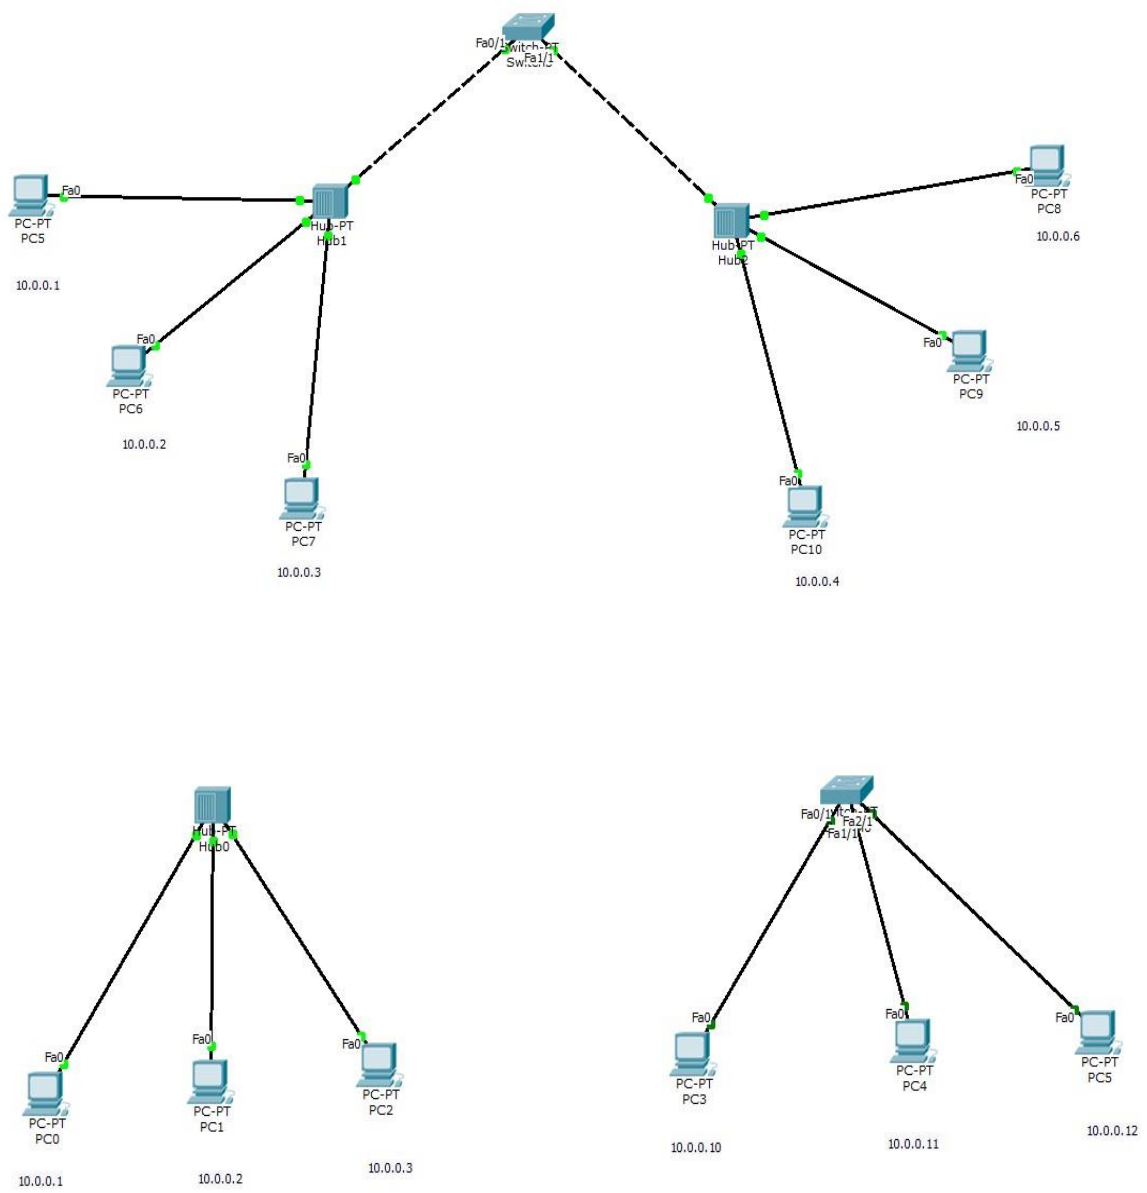 Fa0/1
Fa1/1
Fa0
PC-PT
PC5
10.0.0.1
Hub-PT
Hub1
Fa0
PC-PT
PC8
10.0.0.6
Hub-PT
Hub2
Fa0
PC-PT
PC6
10.0.0.2
Fa0
PC-PT
PC9
10.0.0.5
Fa0
PC-PT
PC7
10.0.0.3
Fa0
PC-PT
PC10
10.0.0.4
Hub-PT
Hub0
Fa0/1
Fa2/1
Fa1/1
Fa0
PC-PT
PC0
10.0.0.1
Fa0
PC-PT
PC1
10.0.0.2
Fa0
PC-PT
PC2
10.0.0.3
Fa0
PC-PT
PC3
10.0.0.10
Fa0
PC-PT
PC4
10.0.0.11
Fa0
PC-PT
PC5
10.0.0.12